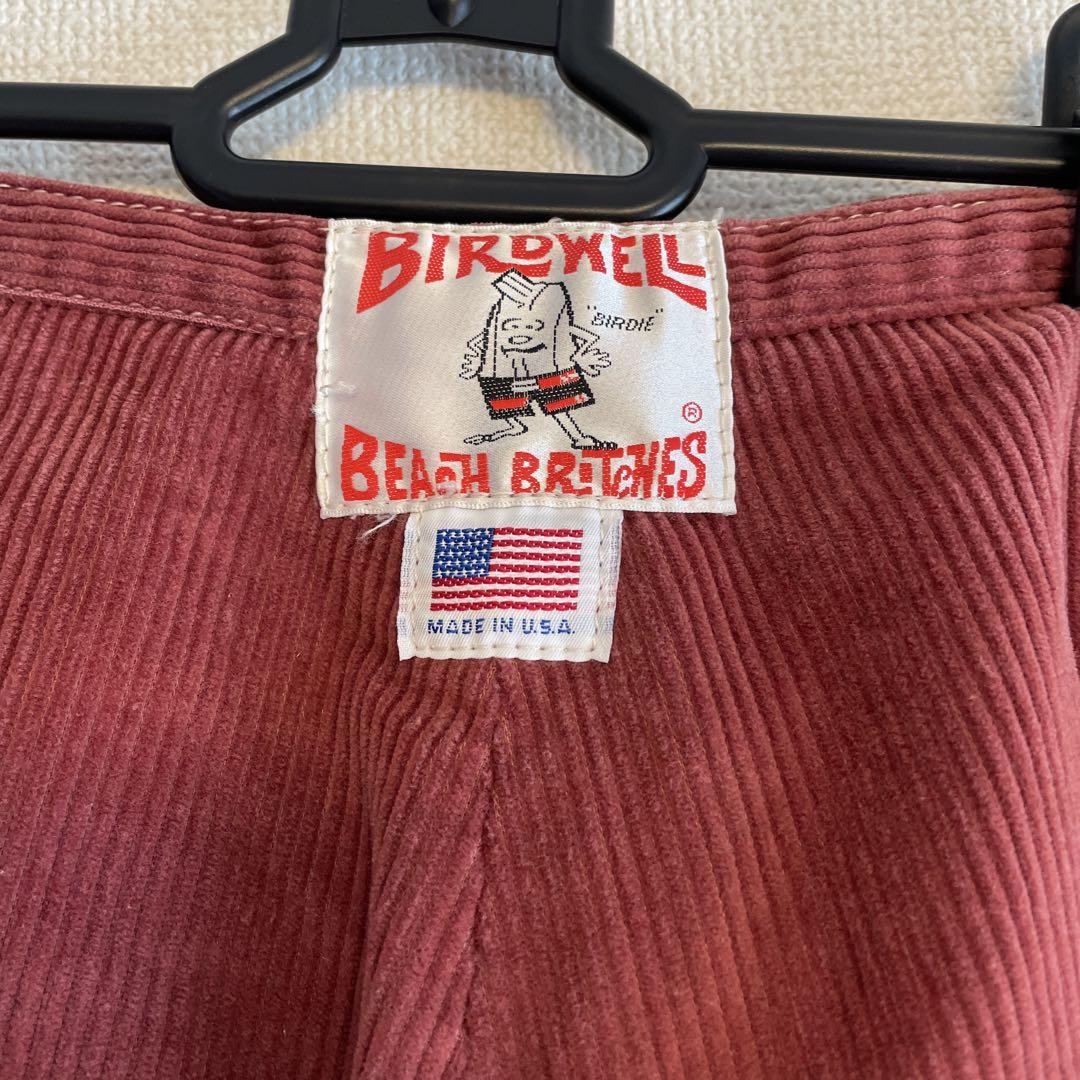 BIRDWELL
"BIRDIE"
®
BEACH BRITCHES
MADE IN U.S.A.